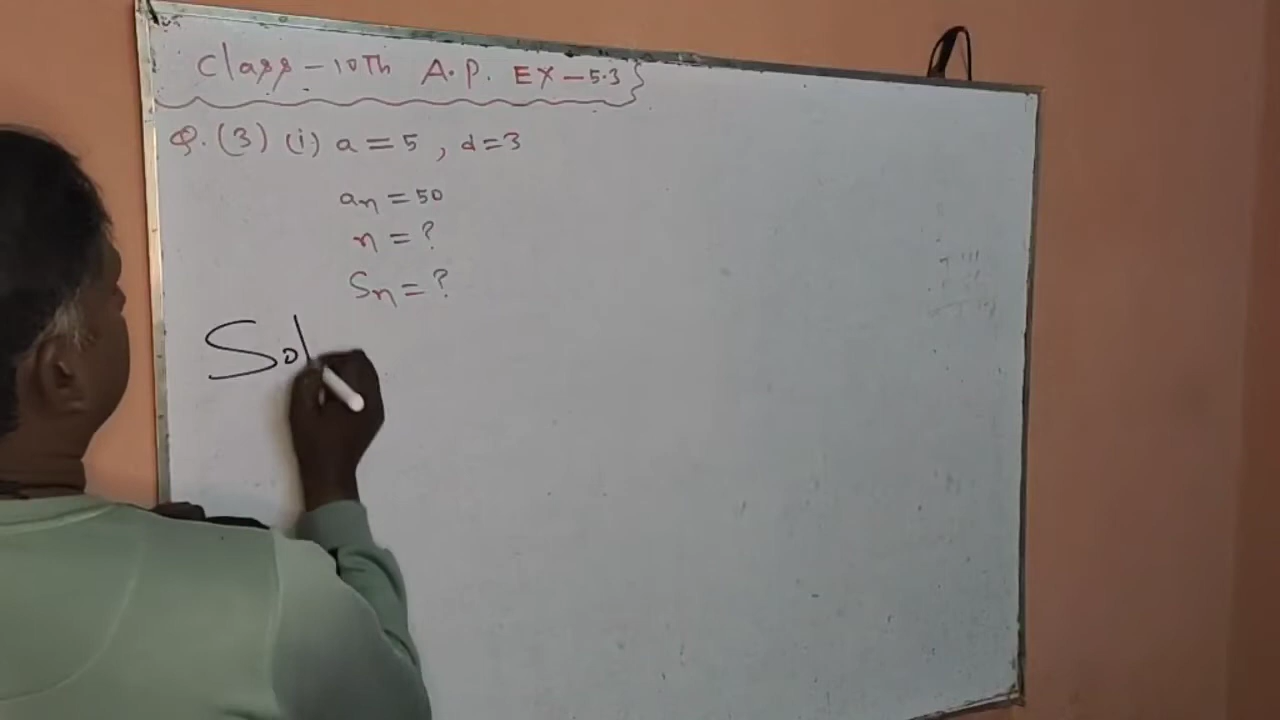 Class - 10Th A.P. EX - 5.3
Q. (3) (i) a = 5 , d = 3
an = 50
n = ?
Sn = ?
Sol